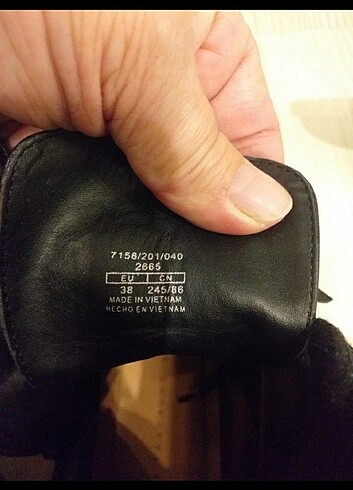 7158/201/040
2665
EU CN
38 245/86
MADE IN VIETNAM
HECHO EN VIETNAM